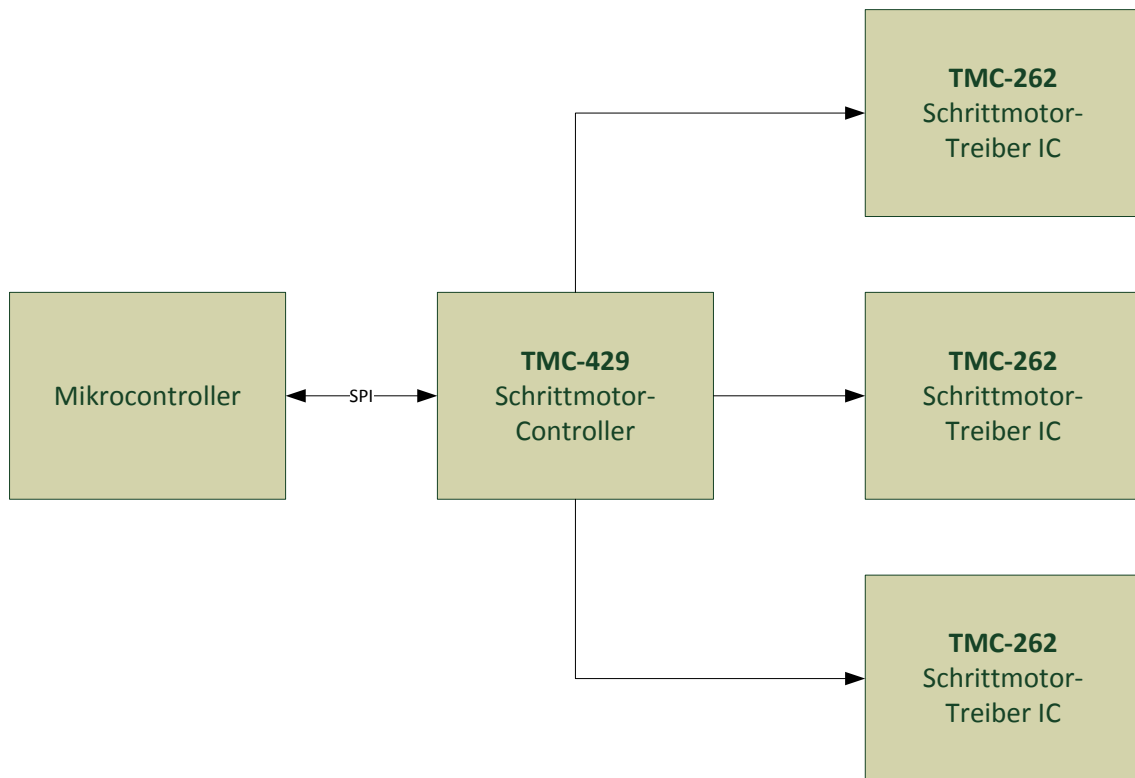 TMC-262
Schrittmotor-
Treiber IC
Mikrocontroller
SPI
TMC-429
Schrittmotor-
Controller
TMC-262
Schrittmotor-
Treiber IC
TMC-262
Schrittmotor-
Treiber IC